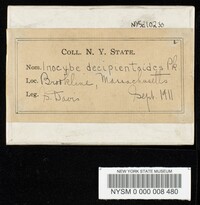 COLL. N. Y. STATE.
Nom. Inocybe decipientoides Pk
Loc. Brookline, Massachusetts
Leg. S. Davis Sept. 1911
NEW YORK STATE MUSEUM
NYSM 0 000 008 480